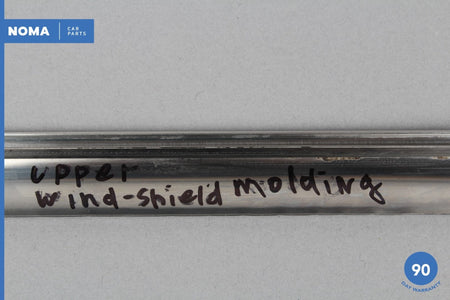 NOMA
CAR
PARTS
upper
wind-shield molding
90
DAY WARRANTY